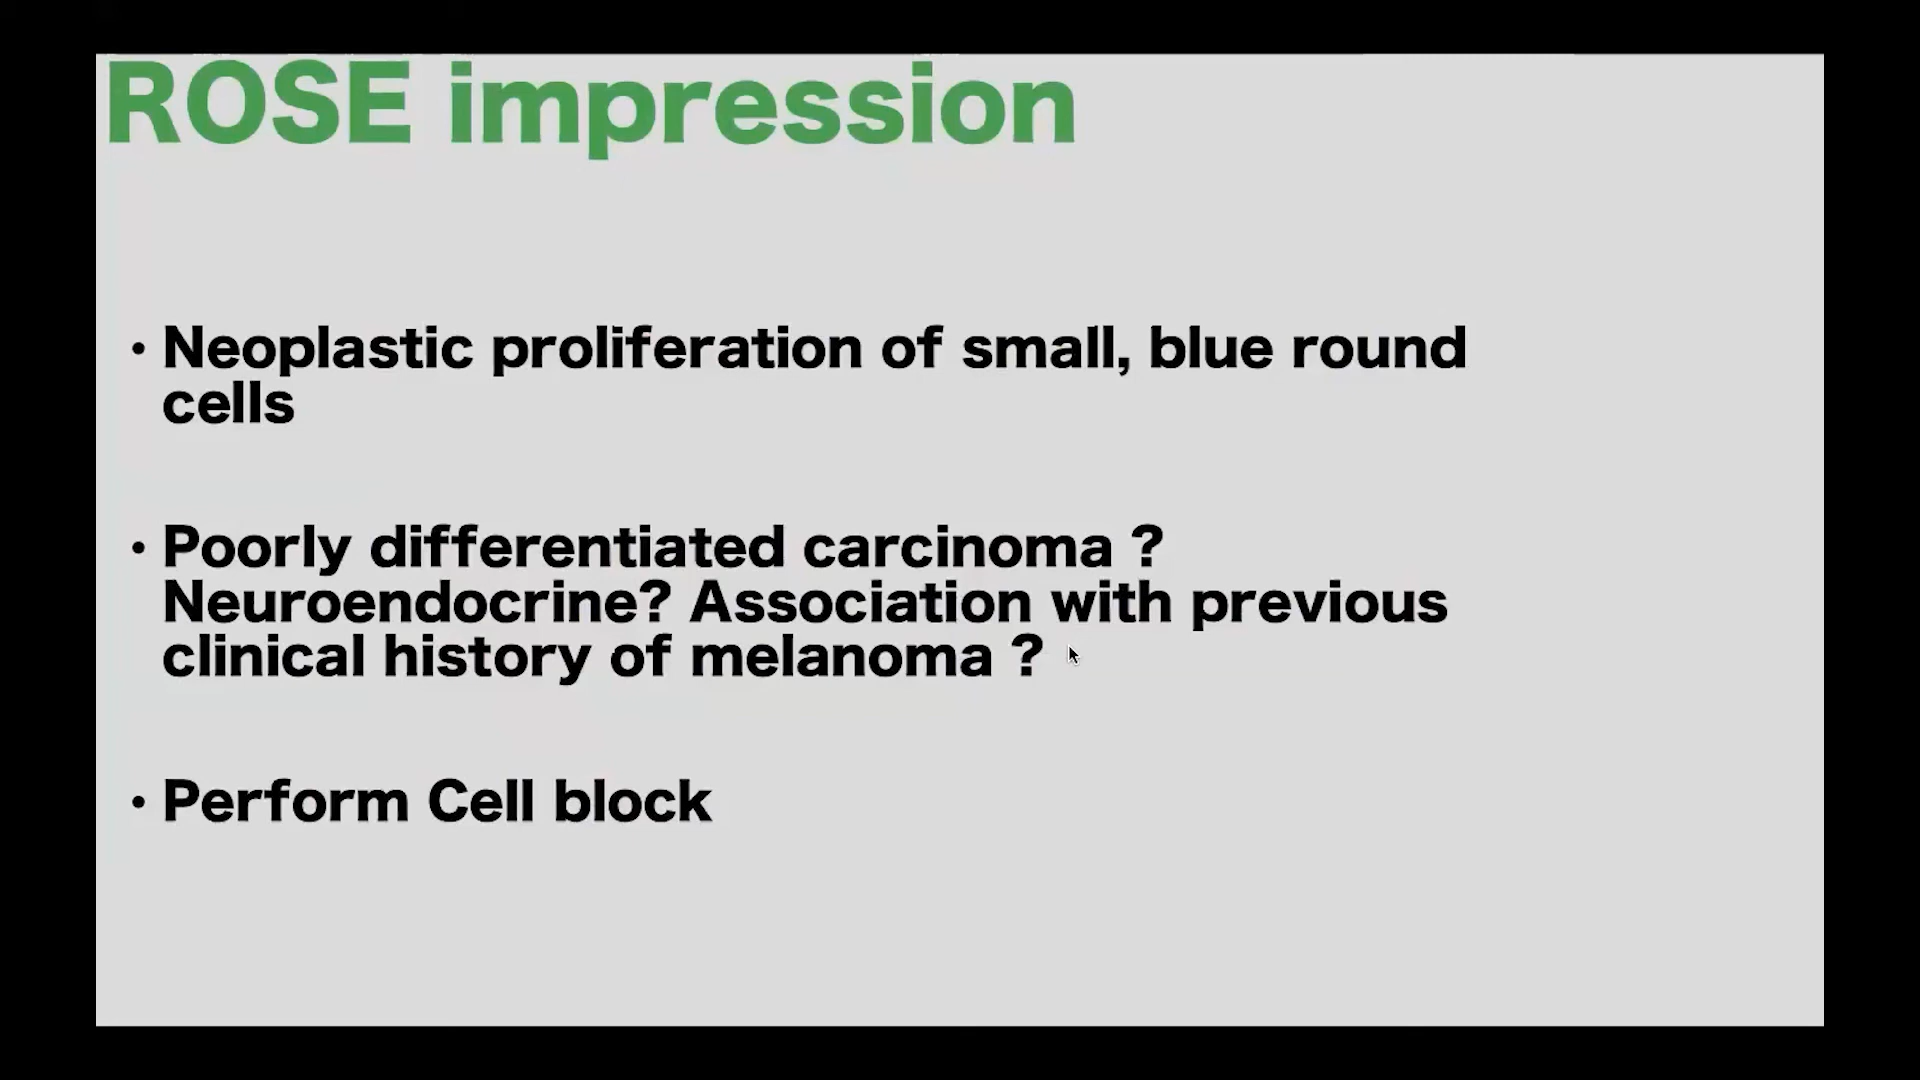 ROSE impression
• Neoplastic proliferation of small, blue round
cells
• Poorly differentiated carcinoma ?
Neuroendocrine? Association with previous
clinical history of melanoma ?
• Perform Cell block